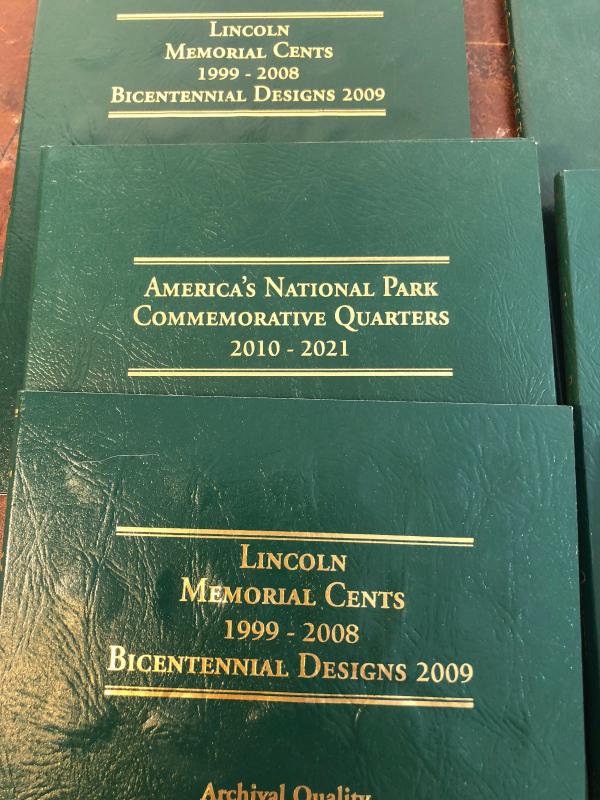 Lincoln
Memorial Cents
1999 - 2008
Bicentennial Designs 2009
America's National Park
Commemorative Quarters
2010 - 2021
Lincoln
Memorial Cents
1999 - 2008
Bicentennial Designs 2009
Archival Quality